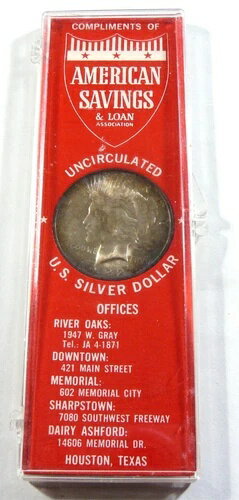 COMPLIMENTS OF
AMERICAN
SAVINGS
& LOAN
ASSOCIATION
UNCIRCULATED
U.S. SILVER DOLLAR
OFFICES
RIVER OAKS:
1947 W. GRAY
Tel: JA 4-1871
DOWNTOWN:
421 MAIN STREET
MEMORIAL:
602 MEMORIAL CITY
SHARPSTOWN:
7080 SOUTHWEST FREEWAY
DAIRY ASHFORD:
14606 MEMORIAL DR.
HOUSTON, TEXAS